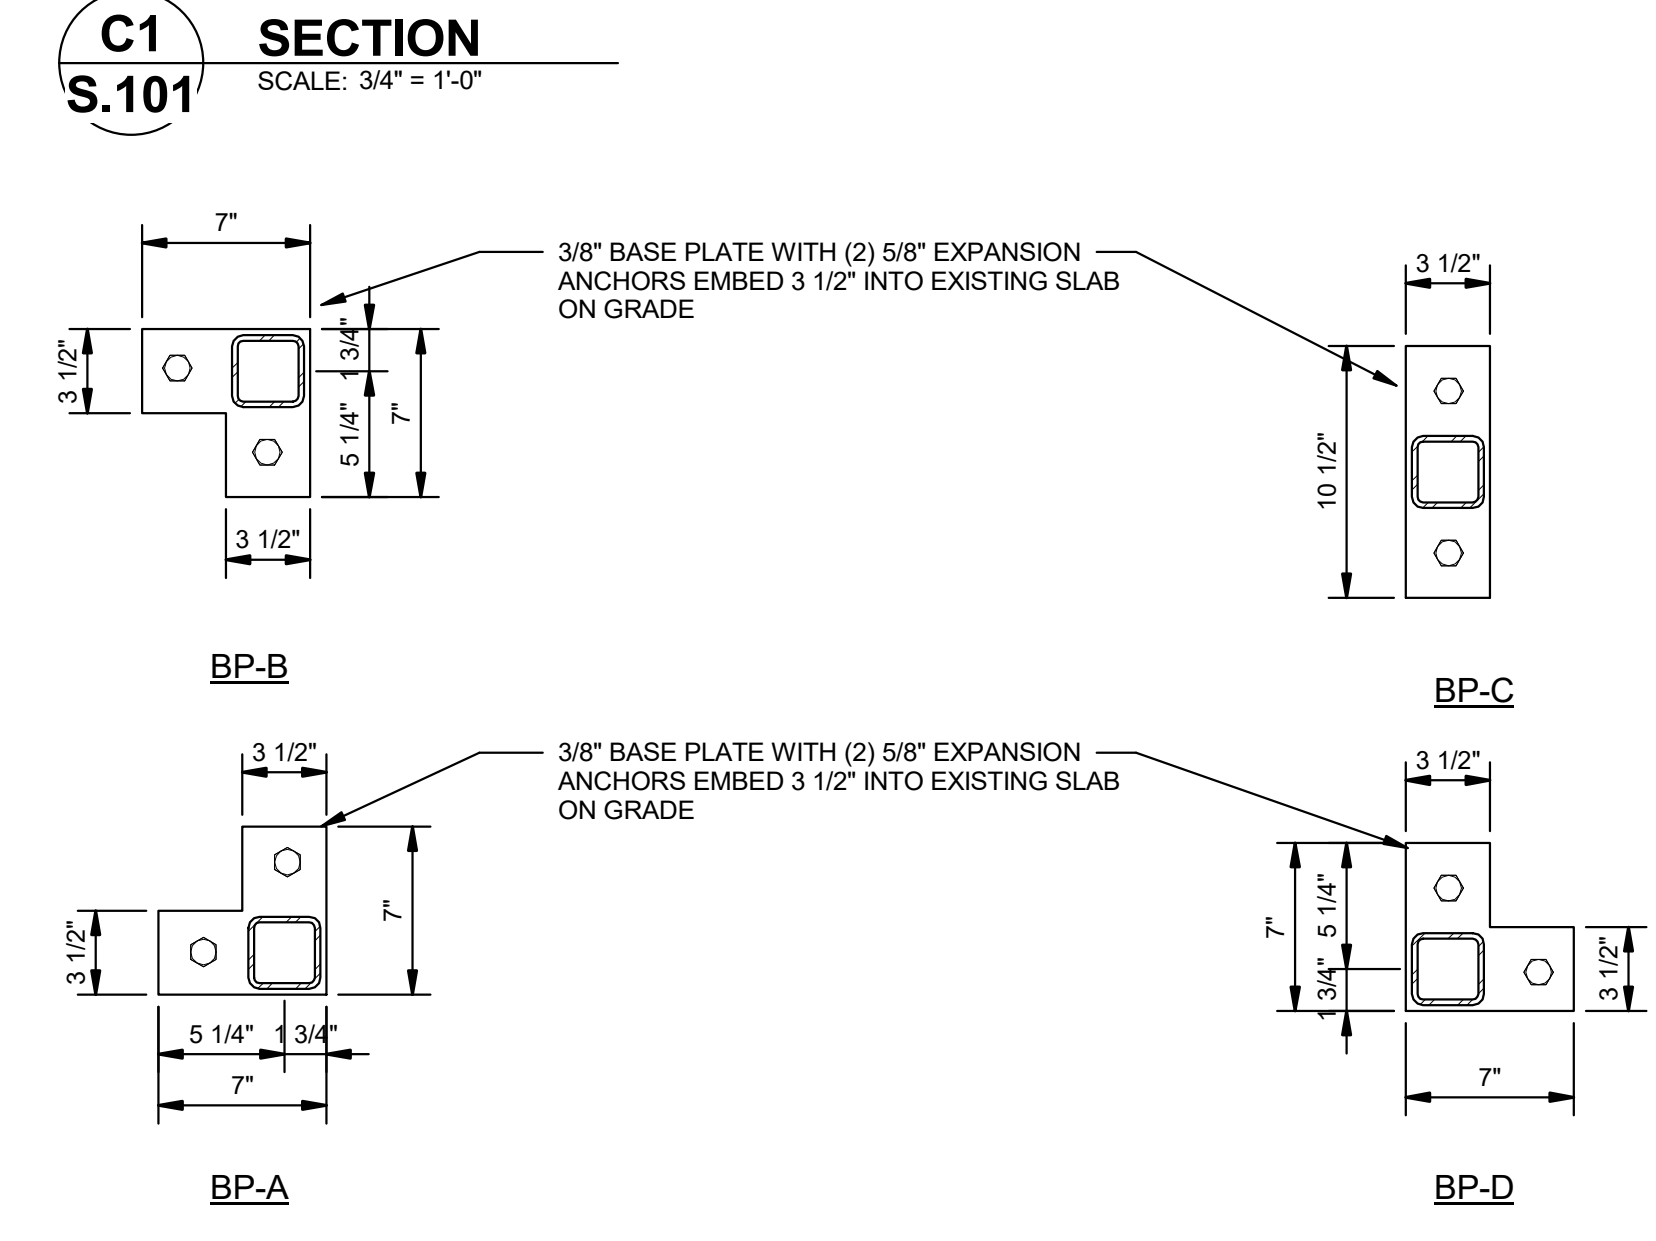 C1
S.101
SECTION
SCALE: 3/4" = 1'-0"
7"
3/8" BASE PLATE WITH (2) 5/8" EXPANSION
ANCHORS EMBED 3 1/2" INTO EXISTING SLAB
ON GRADE
3 1/2"
3 1/2"
1 3/4"
5 1/4"
7"
3 1/2"
10 1/2"
BP-B
BP-C
3 1/2"
3/8" BASE PLATE WITH (2) 5/8" EXPANSION
ANCHORS EMBED 3 1/2" INTO EXISTING SLAB
ON GRADE
3 1/2"
3 1/2"
7"
5 1/4" 1 3/4"
7"
7"
5 1/4"
1 3/4"
3 1/2"
7"
BP-A
BP-D